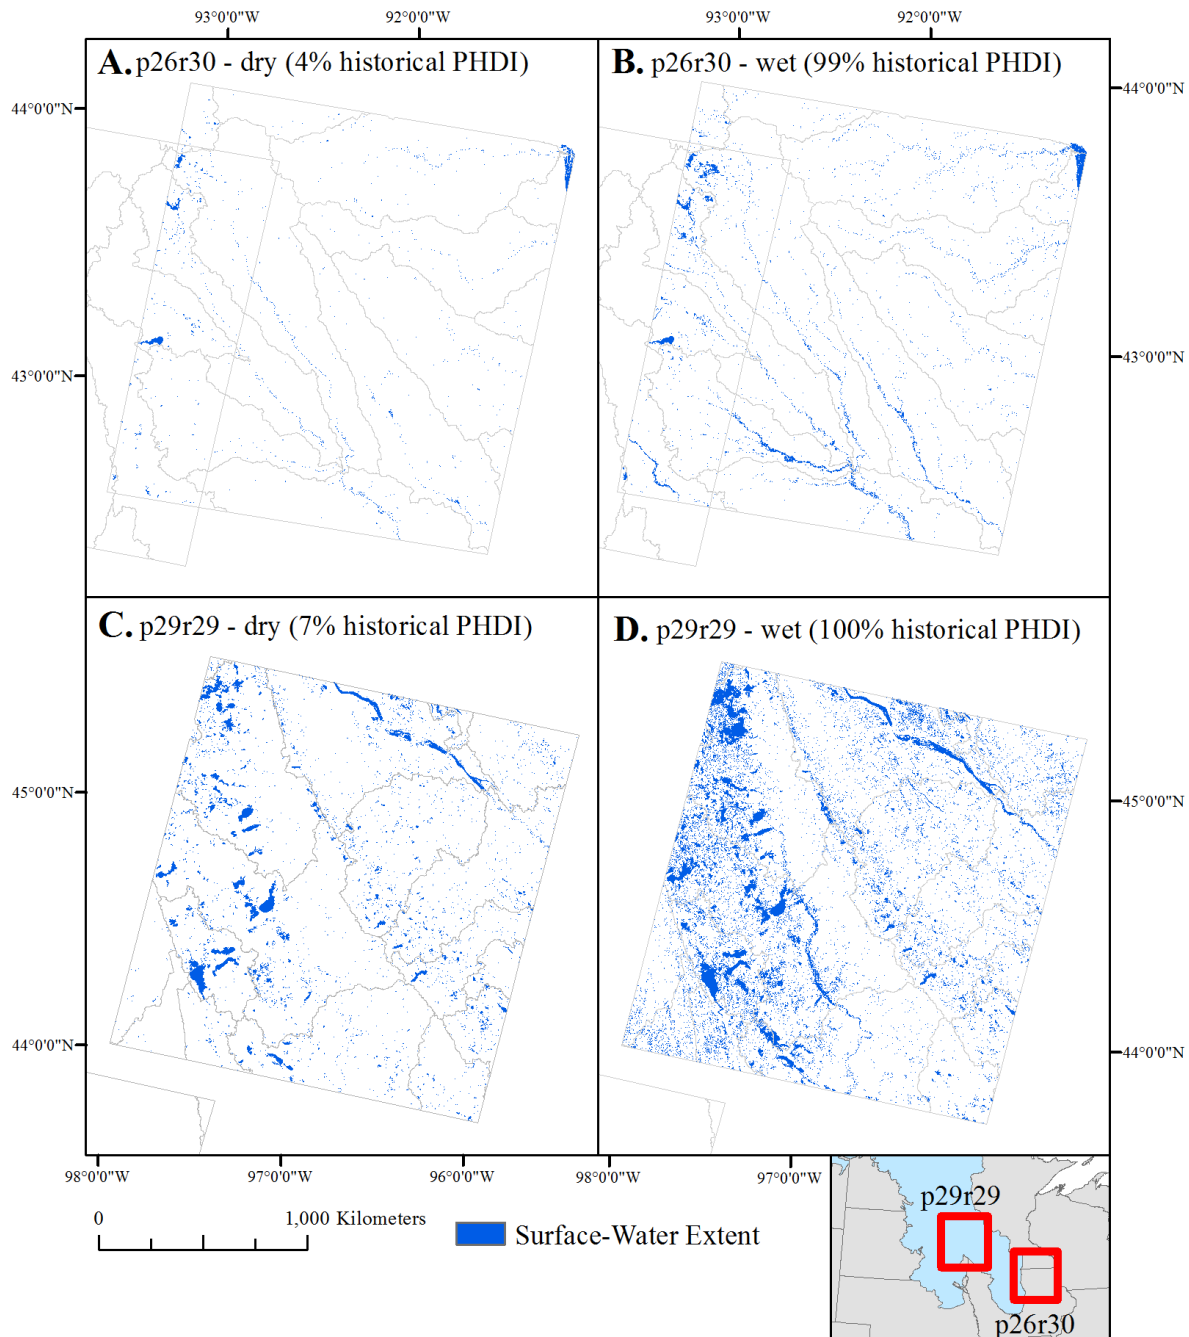 93°0'0"W 92°0'0"W 93°0'0"W 92°0'0"W
A. p26r30 - dry (4% historical PHDI)
B. p26r30 - wet (99% historical PHDI)
44°0'0"N
44°0'0"N
43°0'0"N
43°0'0"N
C. p29r29 - dry (7% historical PHDI)
D. p29r29 - wet (100% historical PHDI)
45°0'0"N
45°0'0"N
44°0'0"N
44°0'0"N
98°0'0"W 97°0'0"W 96°0'0"W 98°0'0"W 97°0'0"W
p29r29
0 1,000 Kilometers
Surface-Water Extent
p26r30